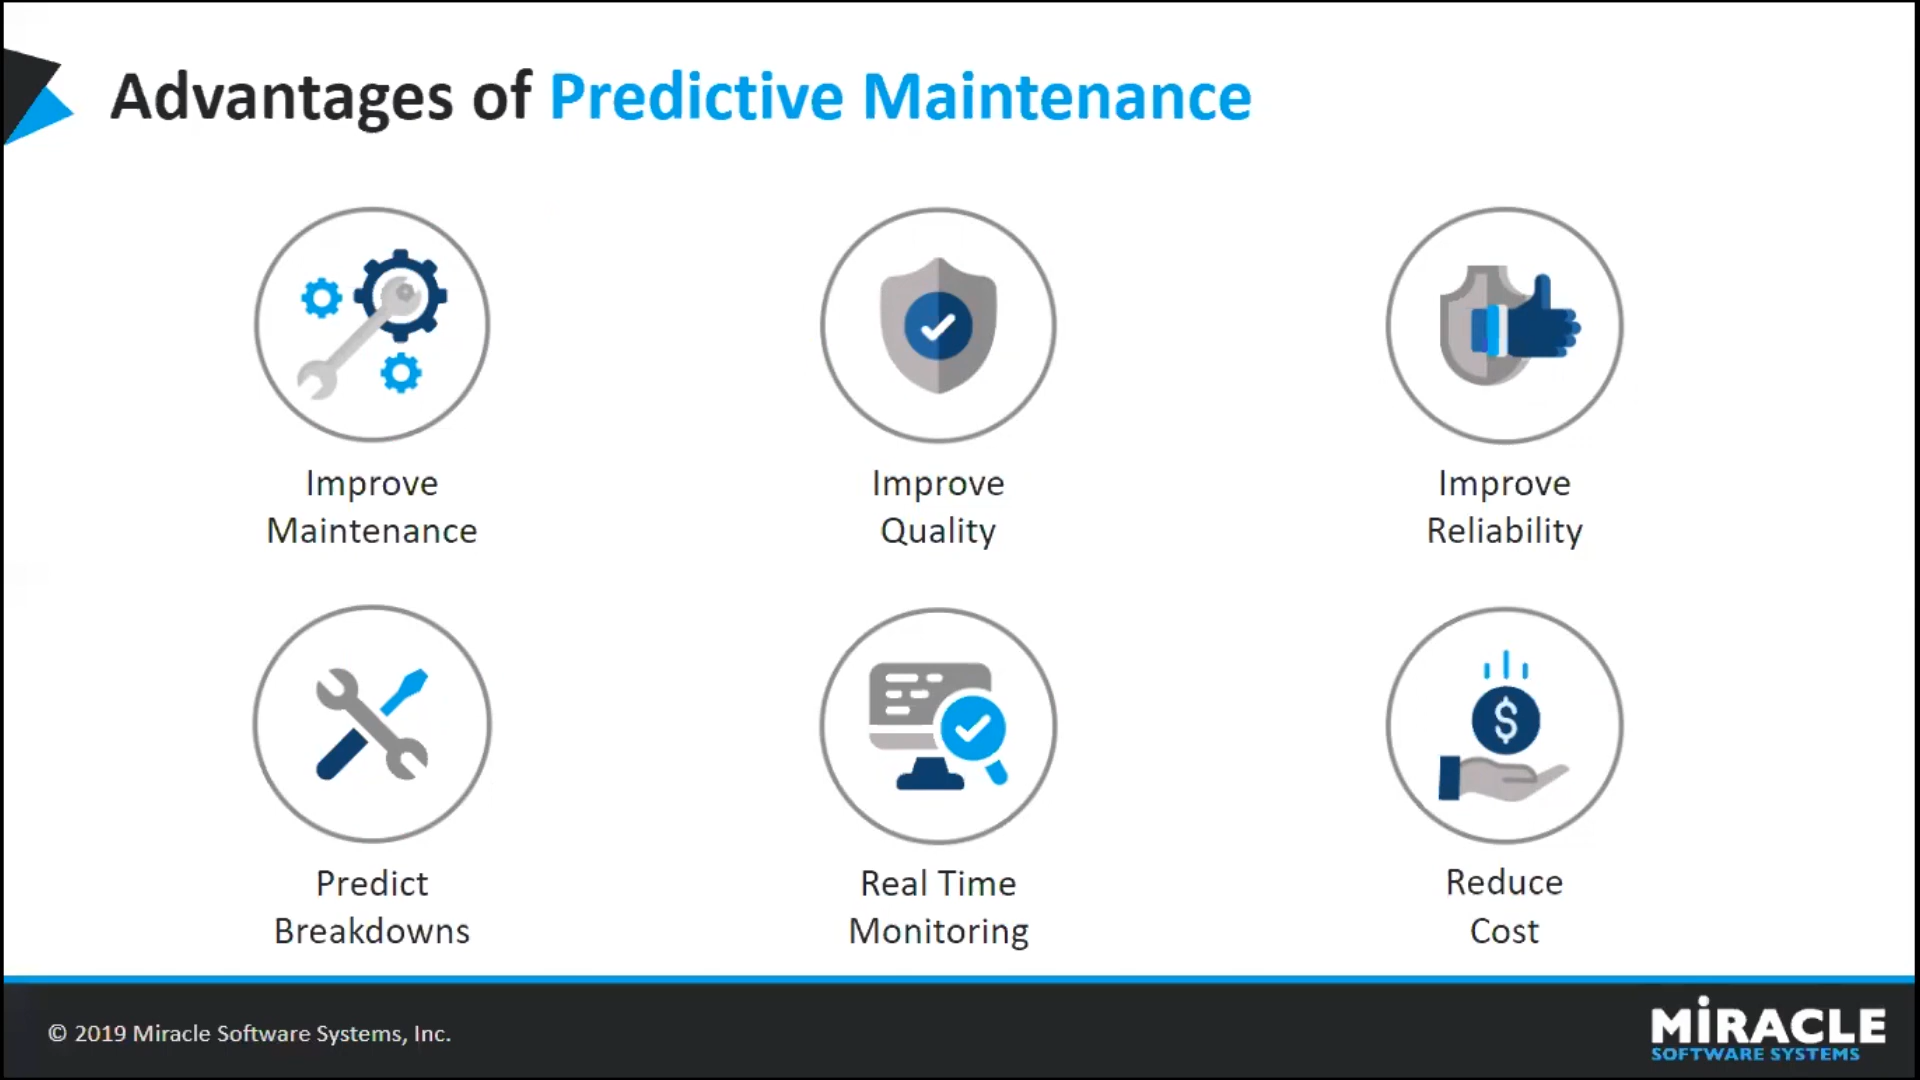 Advantages of Predictive Maintenance
Improve
Maintenance
Improve
Quality
Improve
Reliability
$
Predict
Breakdowns
Real Time
Monitoring
Reduce
Cost
© 2019 Miracle Software Systems, Inc.
MiRACLE
SOFTWARE SYSTEMS